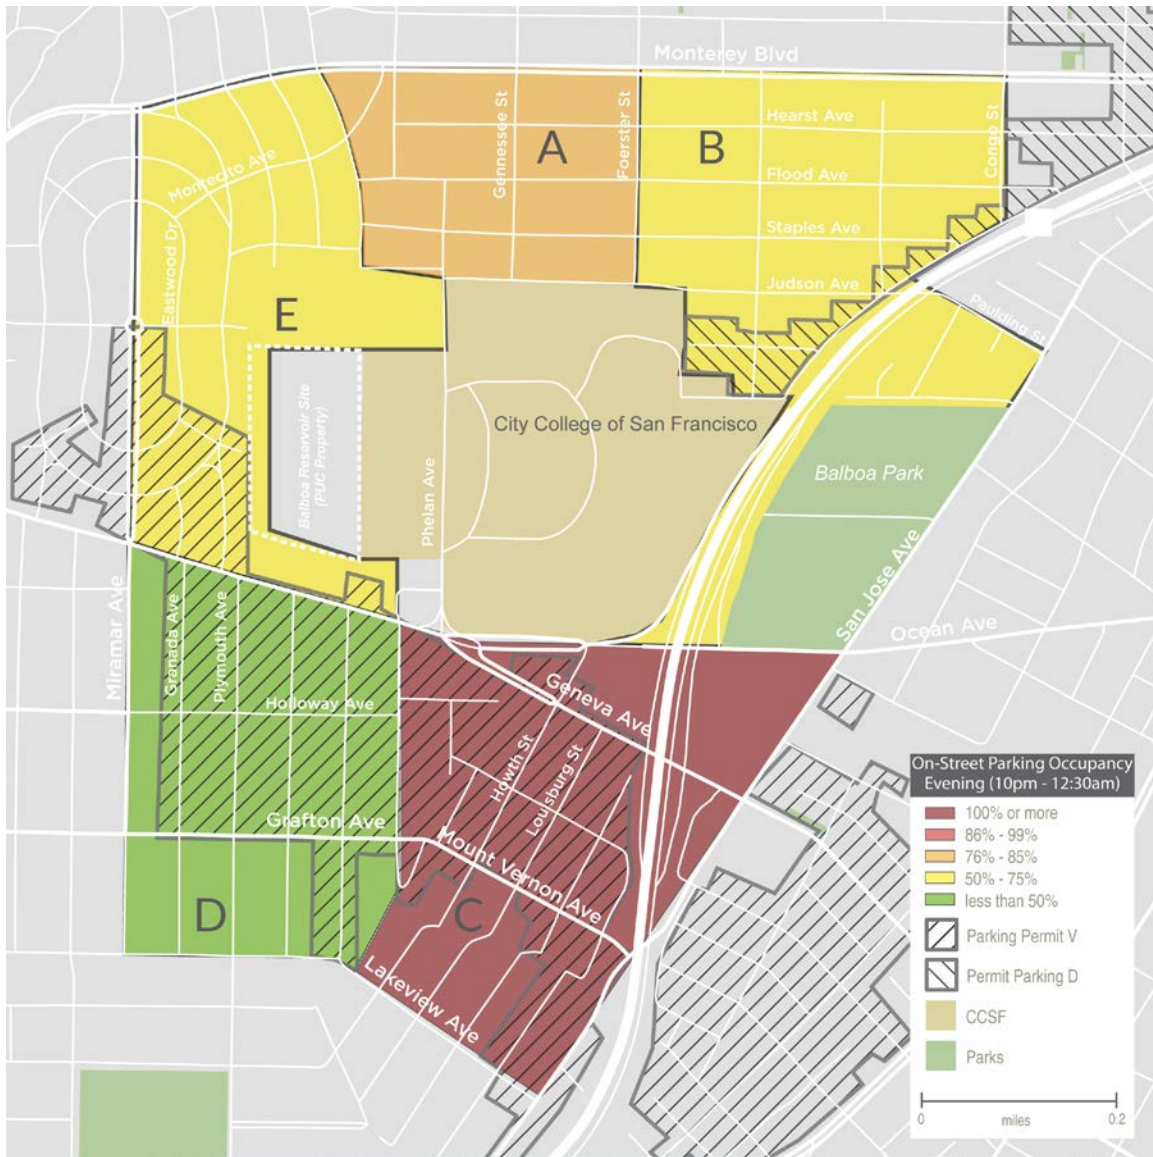 Monterey Blvd
Gennessee St
Foerster St
Congo St
A
B
Hearst Ave
Flood Ave
Staples Ave
Judson Ave
Montecito Ave
Eastwood Dr
E
Paulding St
City College of San Francisco
Balboa Reservoir Site
(PUC Property)
Phelan Ave
Balboa Park
San Jose Ave
Ocean Ave
Miramar Ave
Granada Ave
Plymouth Ave
Holloway Ave
Geneva Ave
Howth St
Louisburg St
Grafton Ave
Mount Vernon Ave
D
C
Lakeview Ave
On-Street Parking Occupancy
Evening (10pm - 12:30am)
100% or more
86% - 99%
76% - 85%
50% - 75%
less than 50%
Parking Permit V
Permit Parking D
CCSF
Parks
0
miles
0.2